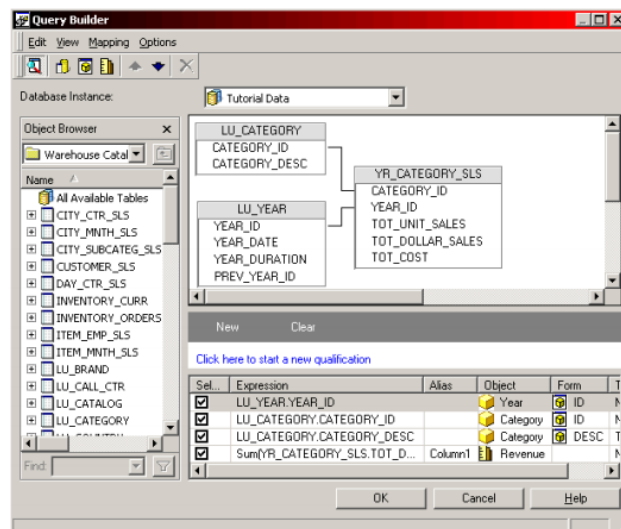 Query Builder
Edit View Mapping Options
Database Instance:
Tutorial Data
Object Browser
Warehouse Catal
Name
All Available Tables
CITY_CTR_SLS
CITY_MNTH_SLS
CITY_SUBCATEG_SLS
CUSTOMER_SLS
DAY_CTR_SLS
INVENTORY_CURR
INVENTORY_ORDERS
ITEM_EMP_SLS
ITEM_MNTH_SLS
LU_BRAND
LU_CALL_CTR
LU_CATALOG
LU_CATEGORY
Find:
LU_CATEGORY
CATEGORY_ID
CATEGORY_DESC
LU_YEAR
YEAR_ID
YEAR_DATE
YEAR_DURATION
PREV_YEAR_ID
YR_CATEGORY_SLS
CATEGORY_ID
YEAR_ID
TOT_UNIT_SALES
TOT_DOLLAR_SALES
TOT_COST
New Clear
Click here to start a new qualification
Sel... Expression Alias Object Form T
LU_YEAR.YEAR_ID Year ID N
LU_CATEGORY.CATEGORY_ID Category ID N
LU_CATEGORY.CATEGORY_DESC Category DESC T
Sum(YR_CATEGORY_SLS.TOT_D... Column1 Revenue N
OK Cancel Help